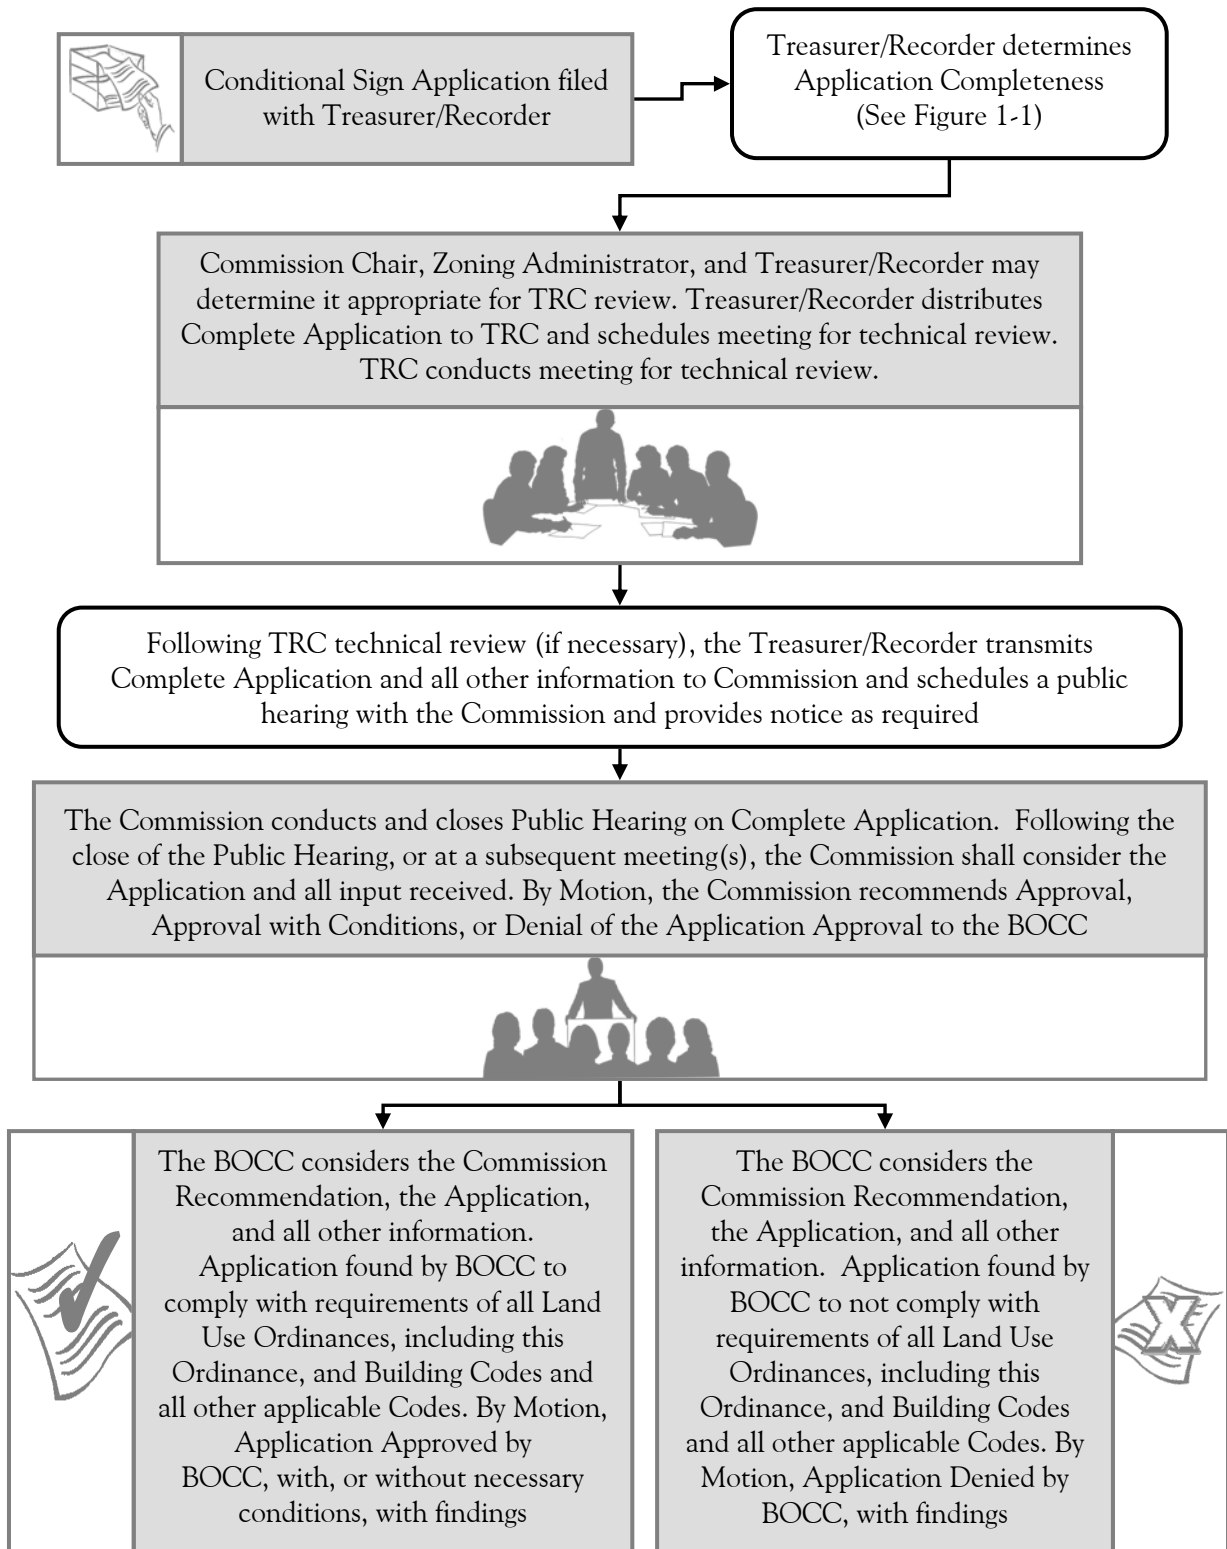 Conditional Sign Application filed
with Treasurer/Recorder
Treasurer/Recorder determines
Application Completeness
(See Figure 1-1)
Commission Chair, Zoning Administrator, and Treasurer/Recorder may
determine it appropriate for TRC review. Treasurer/Recorder distributes
Complete Application to TRC and schedules meeting for technical review.
TRC conducts meeting for technical review.
Following TRC technical review (if necessary), the Treasurer/Recorder transmits
Complete Application and all other information to Commission and schedules a public
hearing with the Commission and provides notice as required
The Commission conducts and closes Public Hearing on Complete Application.  Following the
close of the Public Hearing, or at a subsequent meeting(s), the Commission shall consider the
Application and all input received. By Motion, the Commission recommends Approval,
Approval with Conditions, or Denial of the Application Approval to the BOCC
The BOCC considers the Commission
Recommendation, the Application,
and all other information.
Application found by BOCC to
comply with requirements of all Land
Use Ordinances, including this
Ordinance, and Building Codes and
all other applicable Codes. By Motion,
Application Approved by
BOCC, with, or without necessary
conditions, with findings
The BOCC considers the
Commission Recommendation,
the Application, and all other
information.  Application found by
BOCC to not comply with
requirements of all Land Use
Ordinances, including this
Ordinance, and Building Codes
and all other applicable Codes. By
Motion, Application Denied by
BOCC, with findings
X